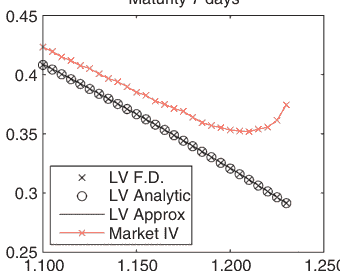 Maturity 7 days
0.45
0.4
0.35
0.3
0.25
LV F.D.
LV Analytic
LV Approx
Market IV
1.100 1.150 1.200 1.250